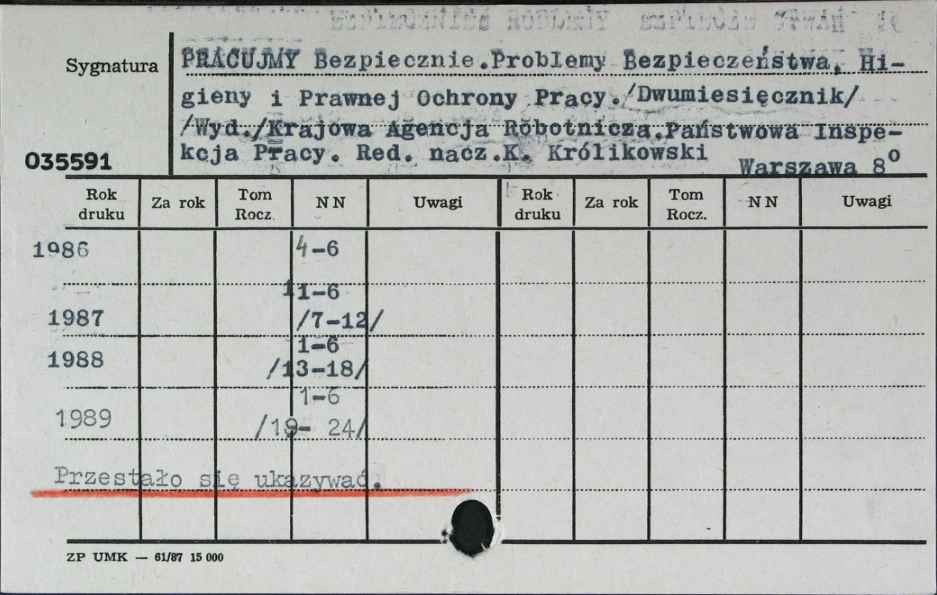 Sygnatura
PRACUJMY Bezpiecznie.Problemy Bezpieczeństwa, Hi-
gieny i Prawnej Ochrony Pracy./Dwumiesięcznik/
/Wyd./Krajowa Agencja Robotnicza.Państwowa Inspe-
kcja Pracy. Red. nacz.K. Królikowski
035591
Warszawa 8°
Rok druku Za rok Tom Rocz. NN Uwagi Rok druku Za rok Tom Rocz. NN Uwagi
1986 4-6
1-6
1987 /7-12/
1-6
1988 /13-18/
1-6
1989 /19- 24/
Przestało się ukazywać.
ZP UMK — 61/87 15 000